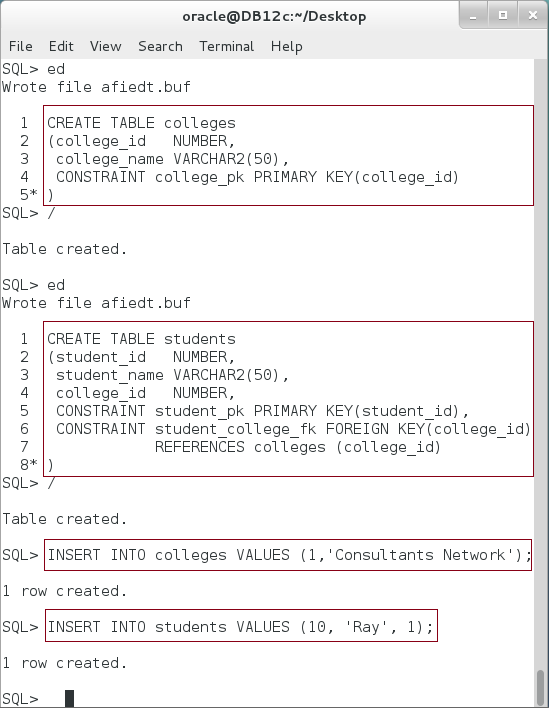 oracle@DB12c:~/Desktop
File Edit View Search Terminal Help
SQL> ed
Wrote file afiedt.buf
1 CREATE TABLE colleges
2 (college_id   NUMBER,
3  college_name VARCHAR2(50),
4  CONSTRAINT college_pk PRIMARY KEY(college_id)
5* )
SQL> /
Table created.
SQL> ed
Wrote file afiedt.buf
1 CREATE TABLE students
2 (student_id   NUMBER,
3  student_name VARCHAR2(50),
4  college_id   NUMBER,
5  CONSTRAINT student_pk PRIMARY KEY(student_id),
6  CONSTRAINT student_college_fk FOREIGN KEY(college_id)
7             REFERENCES colleges (college_id)
8* )
SQL> /
Table created.
SQL> INSERT INTO colleges VALUES (1,'Consultants Network');
1 row created.
SQL> INSERT INTO students VALUES (10, 'Ray', 1);
1 row created.
SQL>